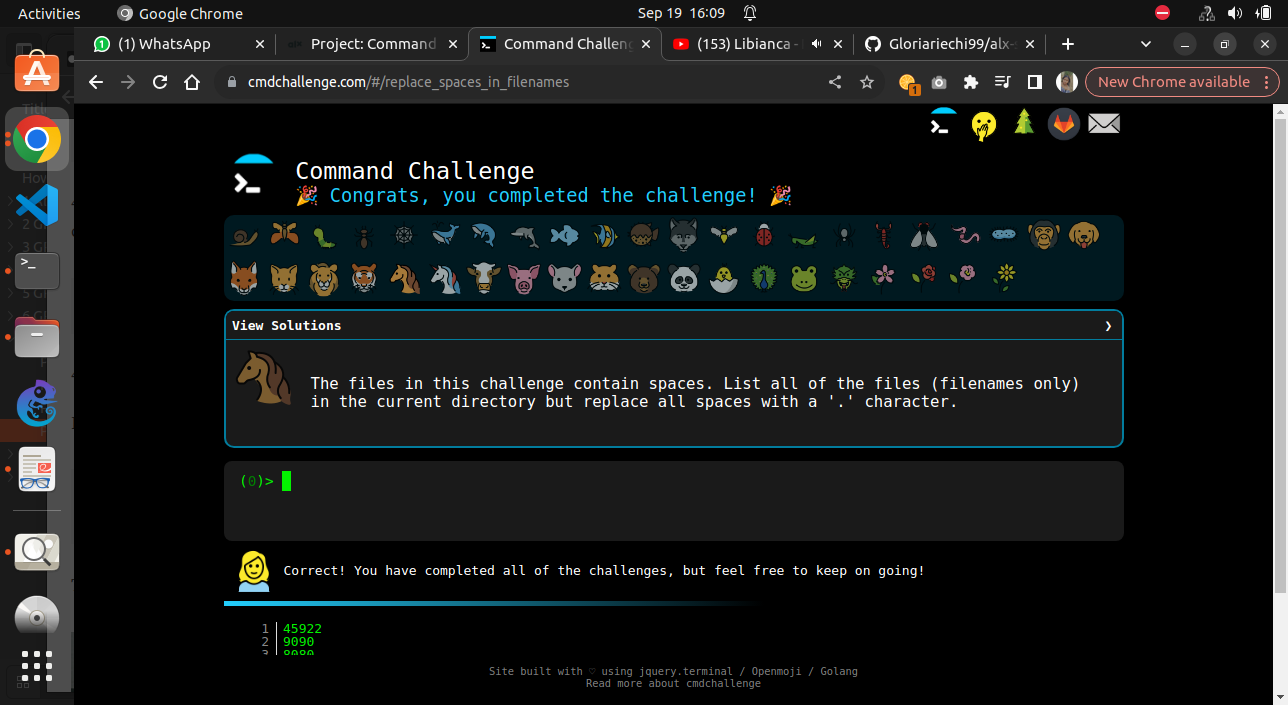 Activities
Google Chrome
Sep 19 16:09
(1) WhatsApp
Project: Command
Command Challeng
(153) Libianca -
Gloriariechi99/alx-
cmdchallenge.com/#/replace_spaces_in_filenames
1
New Chrome available
Command Challenge
🎉 Congrats, you completed the challenge! 🎉
View Solutions
The files in this challenge contain spaces. List all of the files (filenames only)
in the current directory but replace all spaces with a '.' character.
(0)>
Correct! You have completed all of the challenges, but feel free to keep on going!
1 45922
2 9090
3 8080
Site built with ♡ using jquery.terminal / Openmoji / Golang
Read more about cmdchallenge